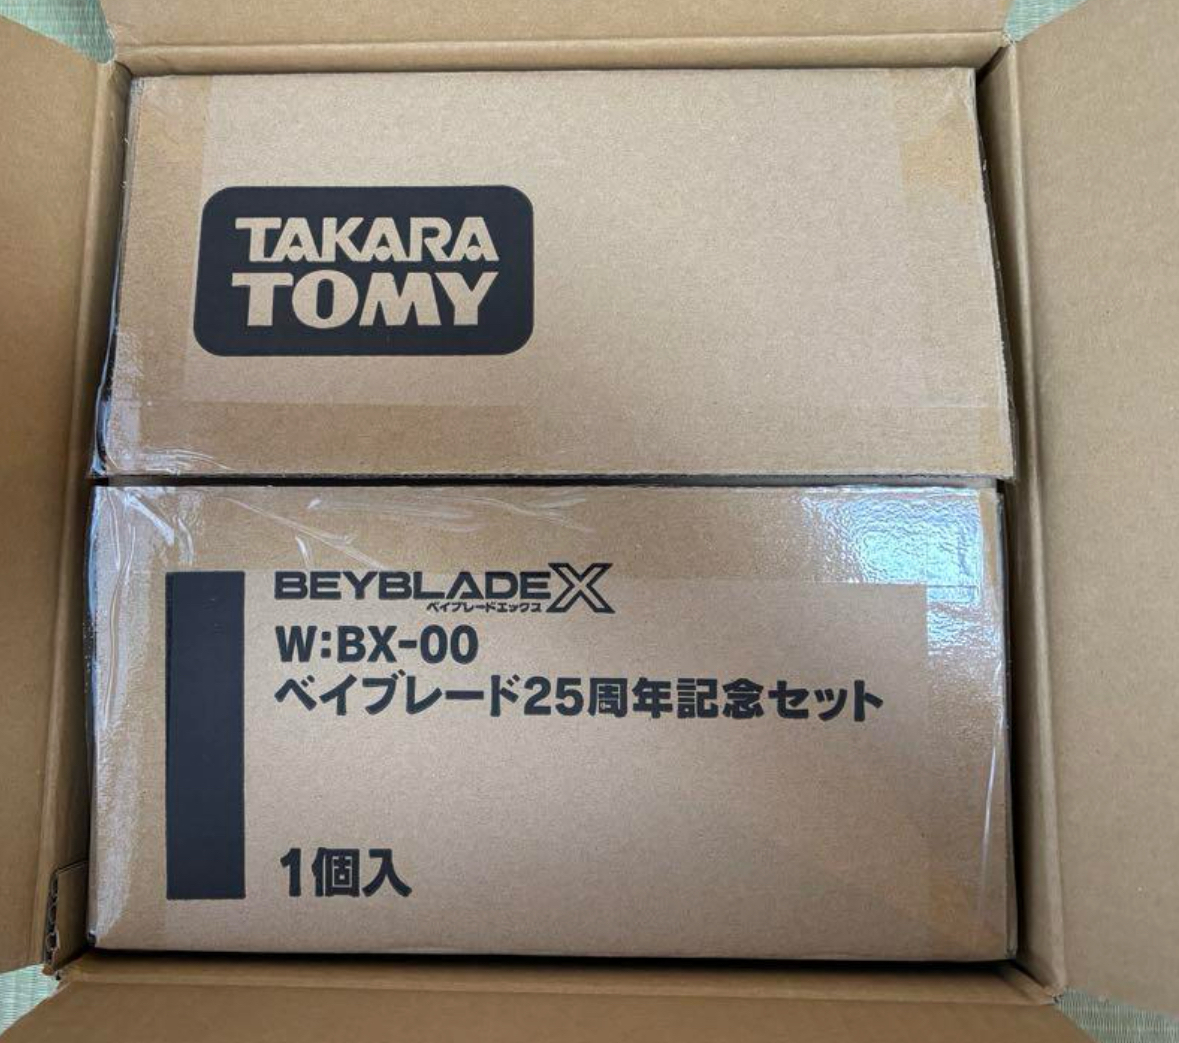 TAKARA
TOMY
BEYBLADE X
ベイブレードエックス
W:BX-00
ベイブレード25周年記念セット
1個入